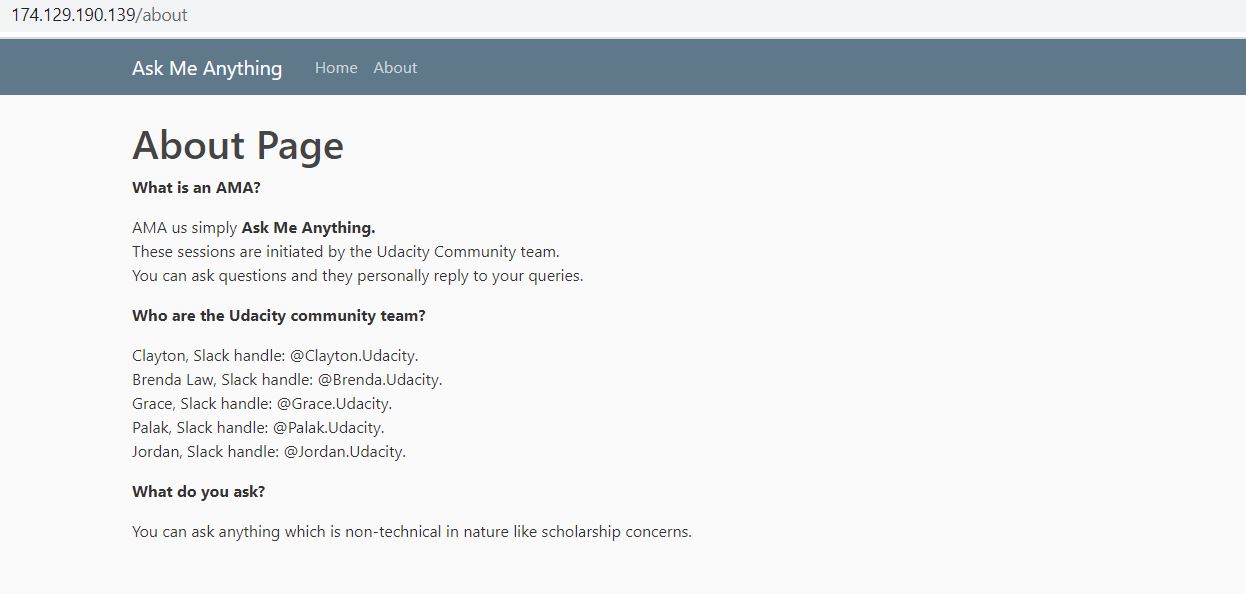 174.129.190.139/about
Ask Me Anything Home About
About Page
What is an AMA?
AMA us simply Ask Me Anything.
These sessions are initiated by the Udacity Community team.
You can ask questions and they personally reply to your queries.
Who are the Udacity community team?
Clayton, Slack handle: @Clayton.Udacity.
Brenda Law, Slack handle: @Brenda.Udacity.
Grace, Slack handle: @Grace.Udacity.
Palak, Slack handle: @Palak.Udacity.
Jordan, Slack handle: @Jordan.Udacity.
What do you ask?
You can ask anything which is non-technical in nature like scholarship concerns.